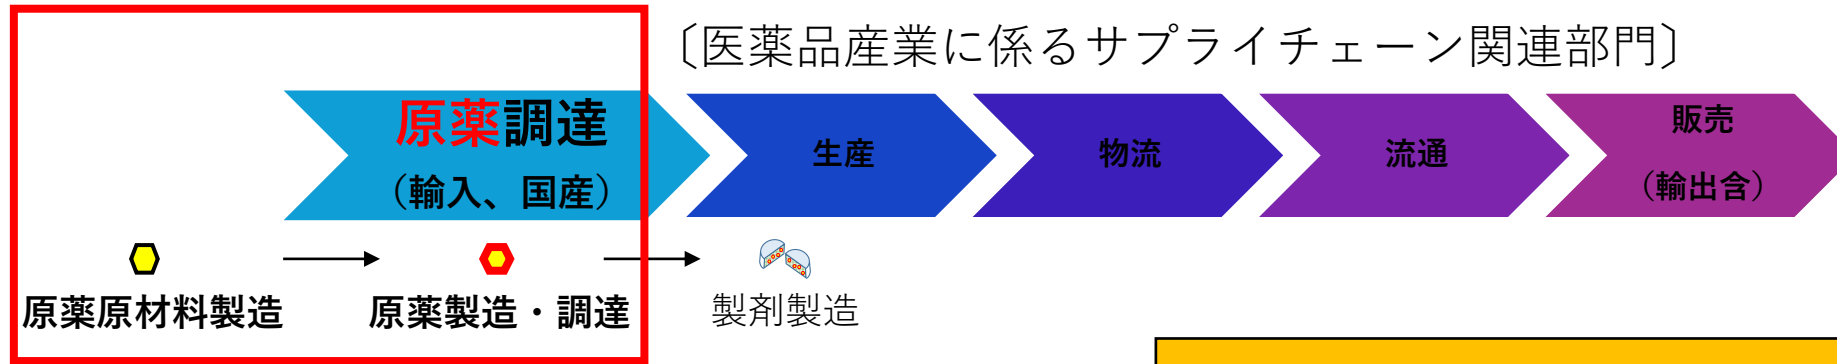 〔医薬品産業に係るサプライチェーン関連部門〕
原薬調達
（輸入、国産）
生産
物流
流通
販売
（輸出含）
原薬原材料製造
原薬製造・調達
製剤製造